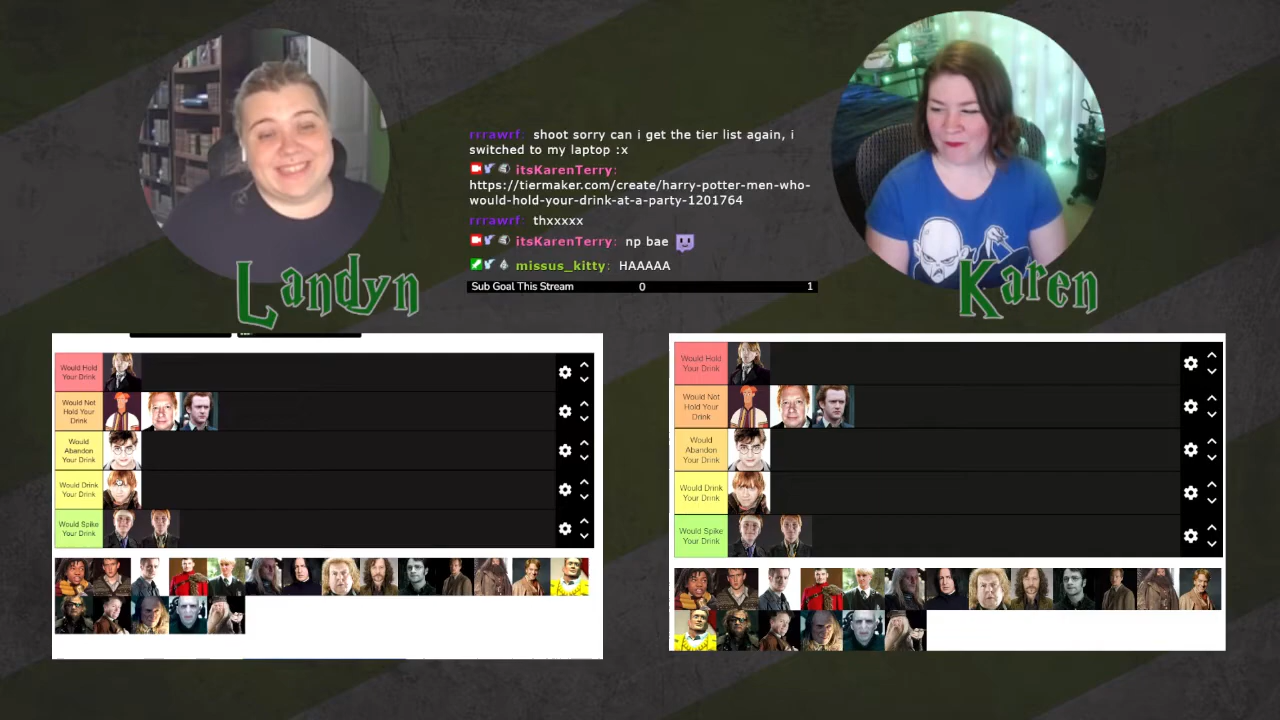 rrrawrf: shoot sorry can i get the tier list again, i
switched to my laptop :x
itsKarenTerry:
https://tiermaker.com/create/harry-potter-men-who-
would-hold-your-drink-at-a-party-1201764
rrrawrf: thxxxxx
itsKarenTerry: np bae
missus_kitty: HAAAAA
Sub Goal This Stream 0 1
Landyn
Karen
Would Hold
Your Drink
Would Not
Hold Your
Drink
Would
Abandon
Your Drink
Would Drink
Your Drink
Would Spike
Your Drink
Would Hold
Your Drink
Would Not
Hold Your
Drink
Would
Abandon
Your Drink
Would Drink
Your Drink
Would Spike
Your Drink